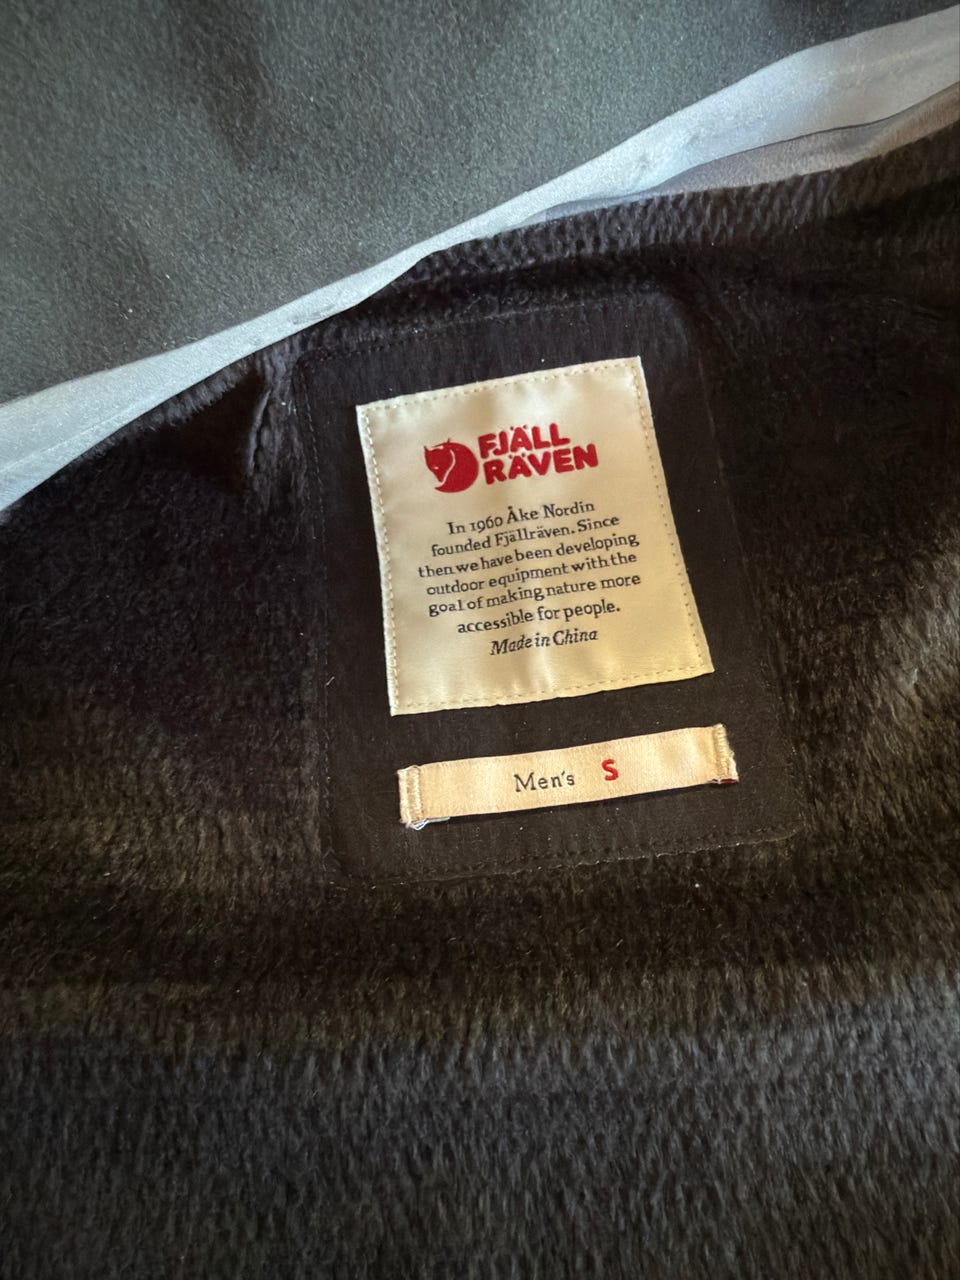 FJÄLL
RÄVEN
In 1960 Åke Nordin
founded Fjällräven. Since
then we have been developing
outdoor equipment with the
goal of making nature more
accessible for people.
Made in China
Men's S